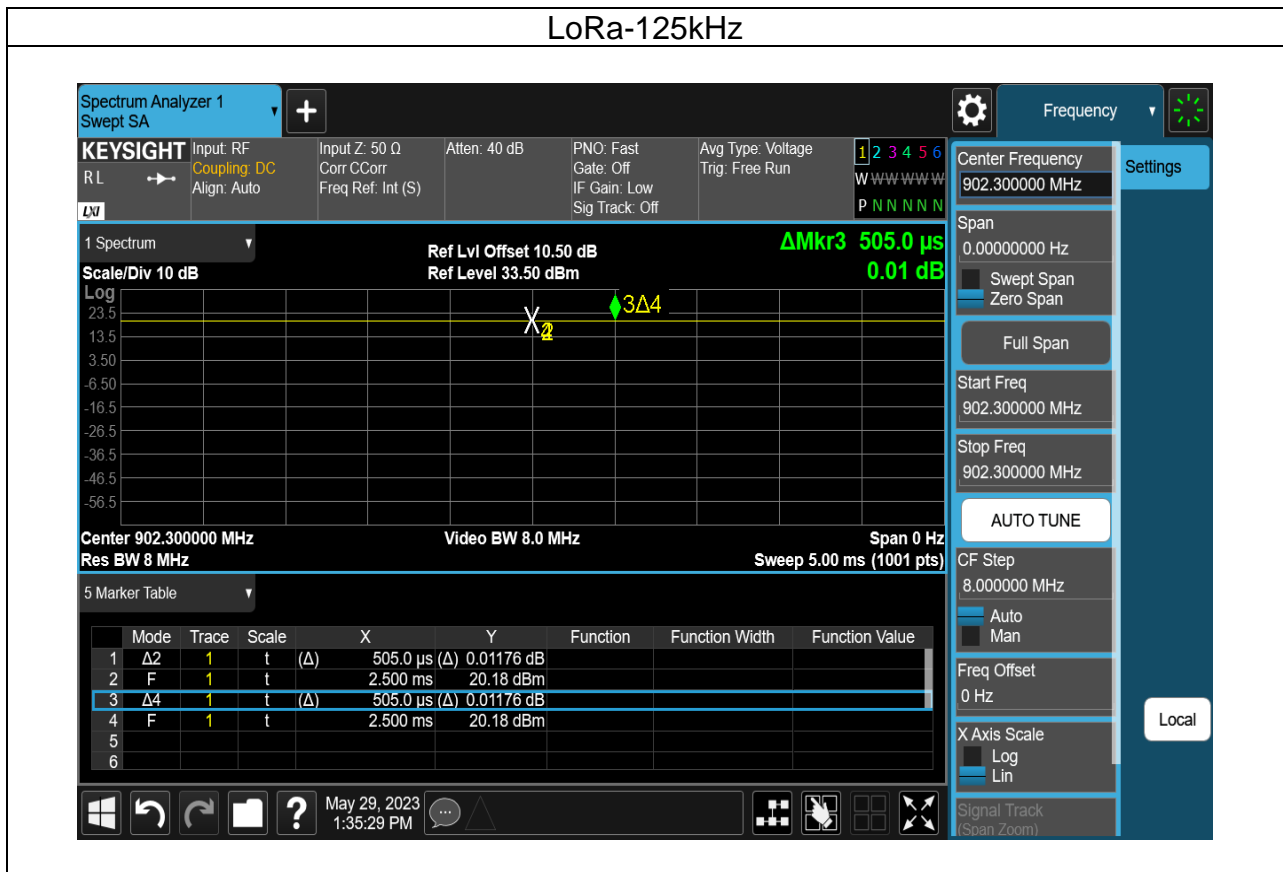 LoRa-125kHz
Spectrum Analyzer 1
Swept SA
+
Frequency
KEYSIGHT
RL
LXI
Input: RF
Coupling: DC
Align: Auto
Input Z: 50 Ω
Corr CCorr
Freq Ref: Int (S)
Atten: 40 dB
PNO: Fast
Gate: Off
IF Gain: Low
Sig Track: Off
Avg Type: Voltage
Trig: Free Run
1 2 3 4 5 6
W W W W W W
P N N N N N
Center Frequency
902.300000 MHz
Settings
Span
0.00000000 Hz
Swept Span
Zero Span
Full Span
Start Freq
902.300000 MHz
Stop Freq
902.300000 MHz
AUTO TUNE
CF Step
8.000000 MHz
Auto
Man
Freq Offset
0 Hz
X Axis Scale
Log
Lin
Signal Track
(Span Zoom)
Local
1 Spectrum
Scale/Div 10 dB
Ref Lvl Offset 10.50 dB
Ref Level 33.50 dBm
ΔMkr3 505.0 µs
0.01 dB
Log
23.5
13.5
3.50
-6.50
-16.5
-26.5
-36.5
-46.5
-56.5
3Δ4
Center 902.300000 MHz
Video BW 8.0 MHz
Span 0 Hz
Res BW 8 MHz
Sweep 5.00 ms (1001 pts)
5 Marker Table
Mode Trace Scale X Y Function Function Width Function Value
1 Δ2 1 t (Δ) 505.0 µs (Δ) 0.01176 dB
2 F 1 t 2.500 ms 20.18 dBm
3 Δ4 1 t (Δ) 505.0 µs (Δ) 0.01176 dB
4 F 1 t 2.500 ms 20.18 dBm
5
6
?
May 29, 2023
1:35:29 PM